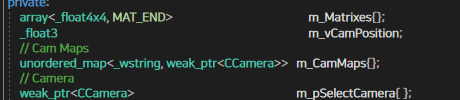 private:
array<_float4x4, MAT_END> m_Matrixes{};
_float3 m_vCamPosition;
// Cam Maps
unordered_map<_wstring, weak_ptr<CCamera>> m_CamMaps{};
// Camera
weak_ptr<CCamera> m_pSelectCamera{ };